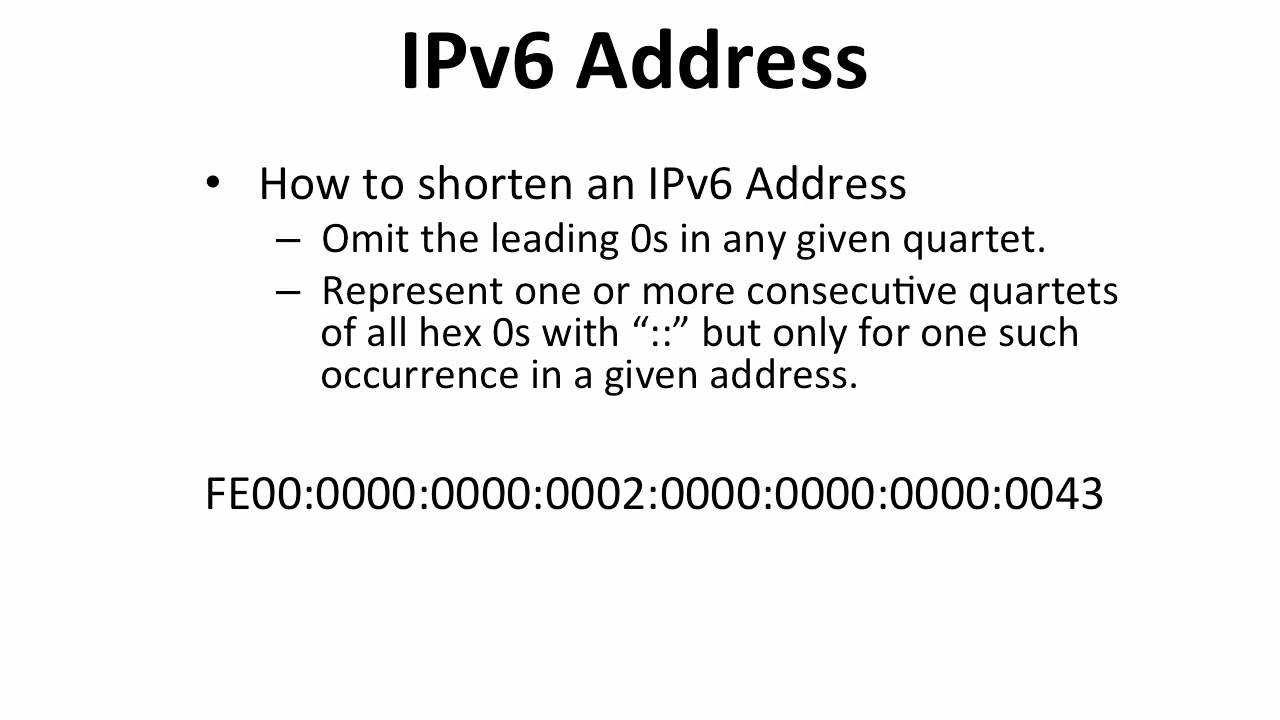 IPv6 Address
• How to shorten an IPv6 Address
– Omit the leading 0s in any given quartet.
– Represent one or more consecutive quartets
of all hex 0s with “::” but only for one such
occurrence in a given address.
FE00:0000:0000:0002:0000:0000:0000:0043